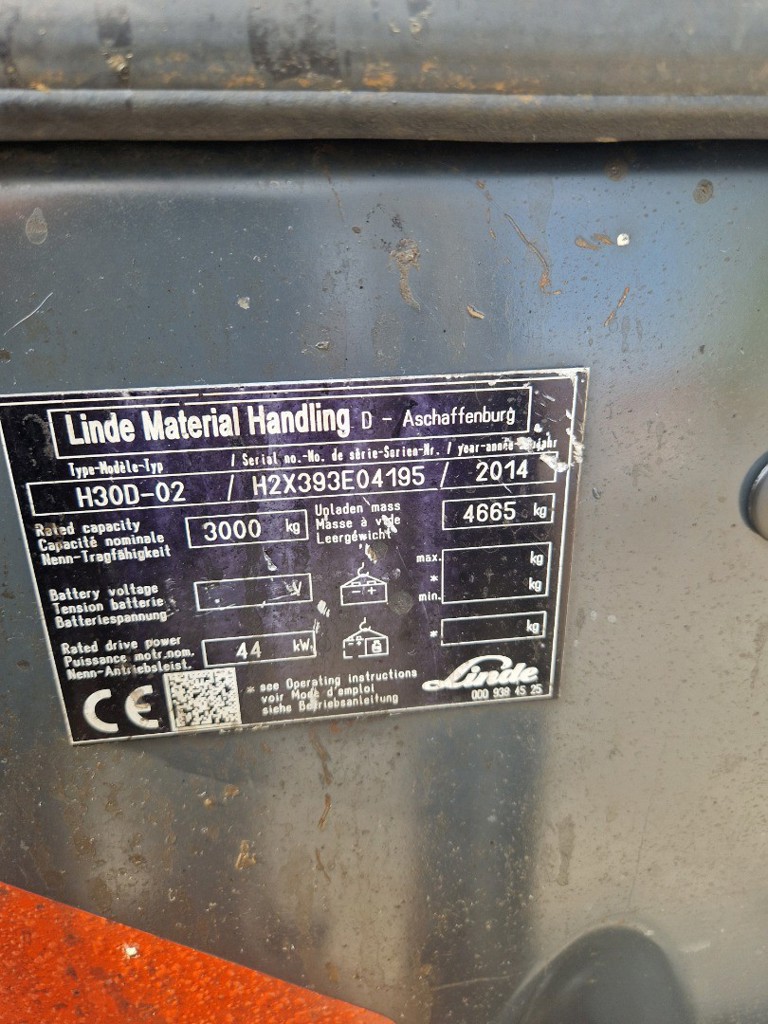 Linde Material Handling D - Aschaffenburg
Type-Modèle-Typ / Serial no.-No. de série-Serien-Nr. / year-année-Baujahr
H30D-02 / H2X393E04195 / 2014
Rated capacity
Capacité nominale
Nenn-Tragfähigkeit
3000 kg
Unladen mass
Masse à vide
Leergewicht
4665 kg
Battery voltage
Tension batterie
Batteriespannung
V
- +
max. kg
*
min. kg
Rated drive power
Puissance motr.nom.
Nenn-Antriebsleist.
44 kW
* kg
CE
* see Operating instructions
voir Mode d'emploi
siehe Betriebsanleitung
Linde
000 938 45 25